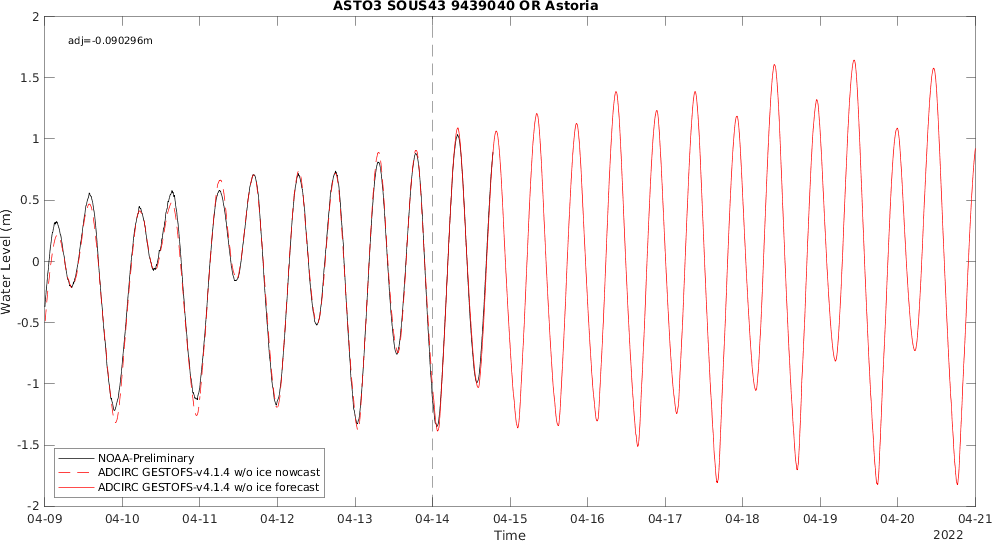 ASTO3 SOUS43 9439040 OR Astoria
adj=-0.090296m
2
1.5
1
0.5
0
-0.5
-1
-1.5
-2
Water Level (m)
NOAA-Preliminary
ADCIRC GESTOFS-v4.1.4 w/o ice nowcast
ADCIRC GESTOFS-v4.1.4 w/o ice forecast
04-09 04-10 04-11 04-12 04-13 04-14 04-15 04-16 04-17 04-18 04-19 04-20 04-21
Time
2022